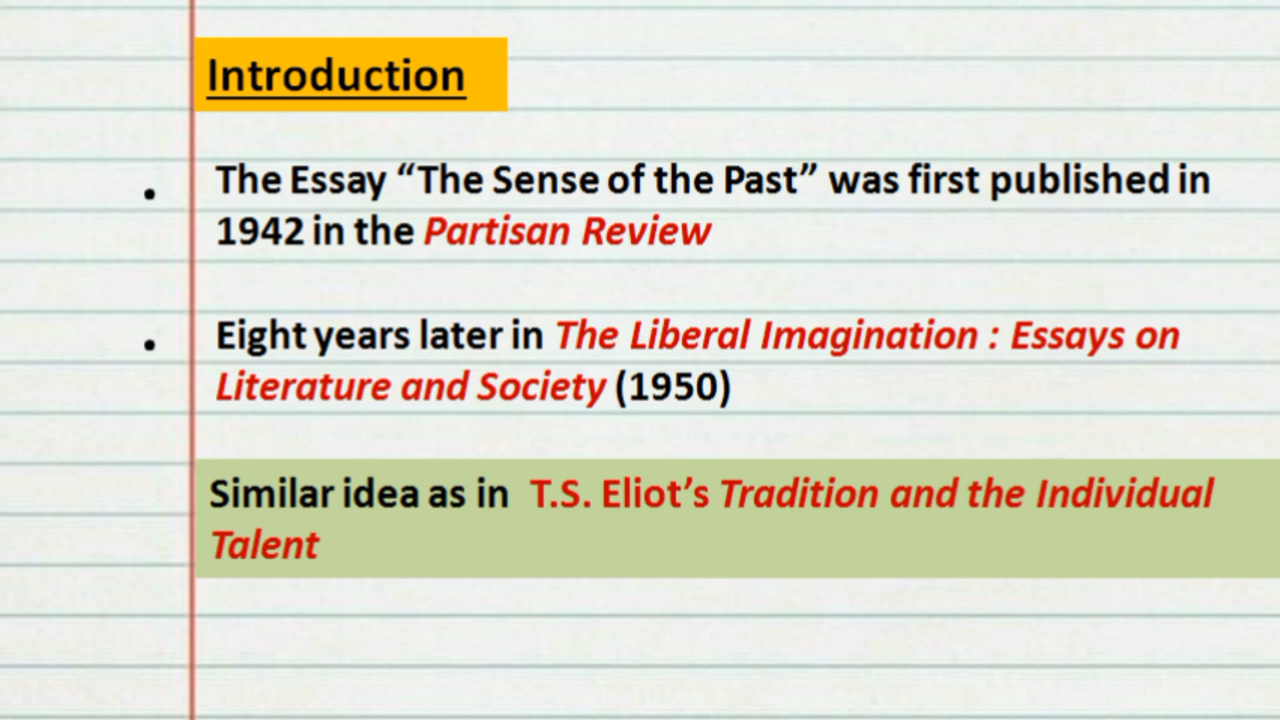 Introduction
. The Essay “The Sense of the Past” was first published in
1942 in the Partisan Review
. Eight years later in The Liberal Imagination : Essays on
Literature and Society (1950)
Similar idea as in T.S. Eliot’s Tradition and the Individual
Talent